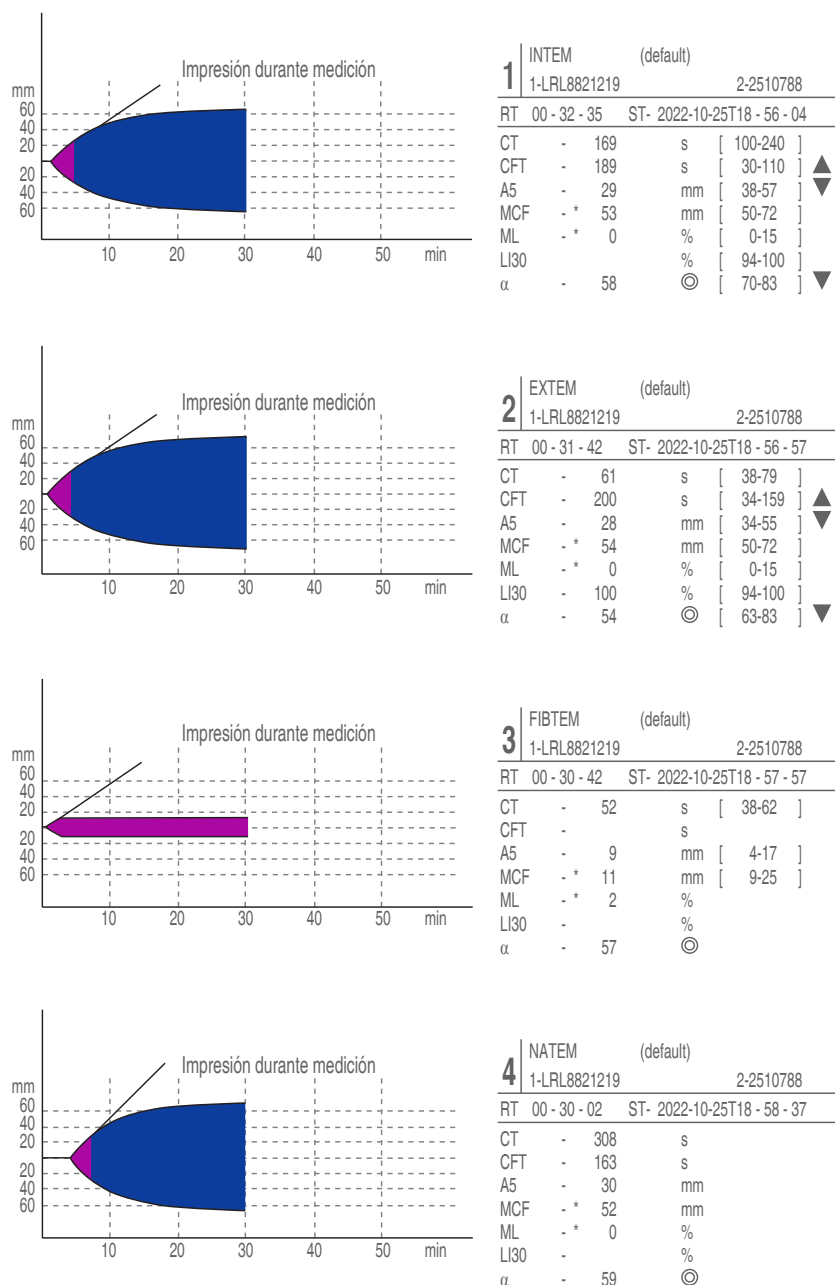 Impresión durante medición
mm
60
40
20
20
40
60
10 20 30 40 50 min
1
INTEM (default)
1-LRL8821219 2-2510788
RT 00 - 32 - 35 ST- 2022-10-25T18 - 56 - 04
CT - 169 s [ 100-240 ]
CFT - 189 s [ 30-110 ] ▲
A5 - 29 mm [ 38-57 ] ▼
MCF - * 53 mm [ 50-72 ]
ML - * 0 % [ 0-15 ]
LI30 % [ 94-100 ]
α - 58 ◎ [ 70-83 ] ▼
Impresión durante medición
mm
60
40
20
20
40
60
10 20 30 40 50 min
2
EXTEM (default)
1-LRL8821219 2-2510788
RT 00 - 31 - 42 ST- 2022-10-25T18 - 56 - 57
CT - 61 s [ 38-79 ]
CFT - 200 s [ 34-159 ] ▲
A5 - 28 mm [ 34-55 ] ▼
MCF - * 54 mm [ 50-72 ]
ML - * 0 % [ 0-15 ]
LI30 - 100 % [ 94-100 ]
α - 54 ◎ [ 63-83 ] ▼
Impresión durante medición
mm
60
40
20
20
40
60
10 20 30 40 50 min
3
FIBTEM (default)
1-LRL8821219 2-2510788
RT 00 - 30 - 42 ST- 2022-10-25T18 - 57 - 57
CT - 52 s [ 38-62 ]
CFT - s
A5 - 9 mm [ 4-17 ]
MCF - * 11 mm [ 9-25 ]
ML - * 2 %
LI30 - %
α - 57 ◎
Impresión durante medición
mm
60
40
20
20
40
60
10 20 30 40 50 min
4
NATEM (default)
1-LRL8821219 2-2510788
RT 00 - 30 - 02 ST- 2022-10-25T18 - 58 - 37
CT - 308 s
CFT - 163 s
A5 - 30 mm
MCF - * 52 mm
ML - * 0 %
LI30 - %
α - 59 ◎